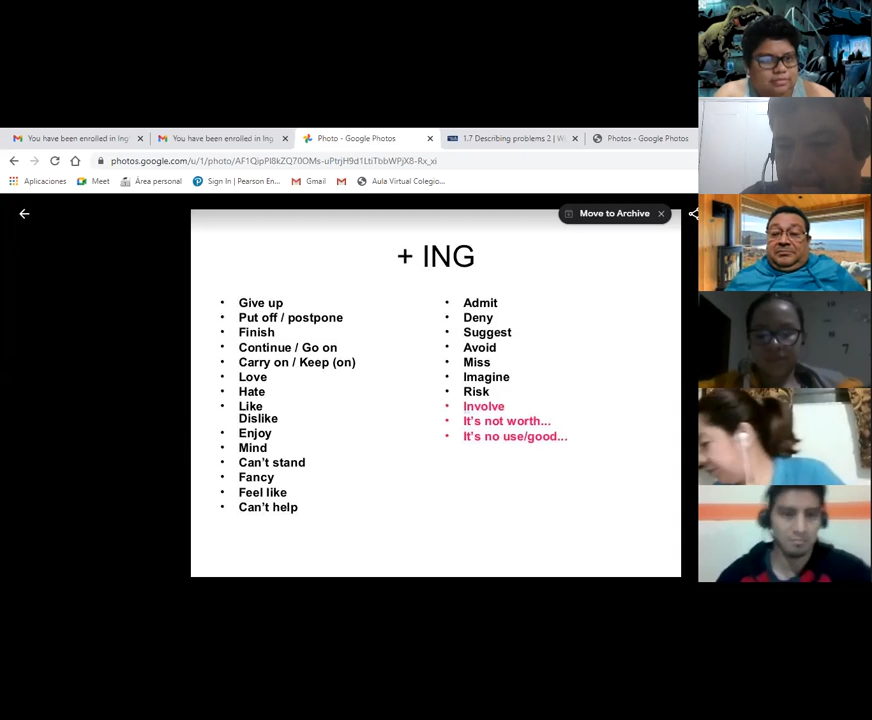 You have been enrolled in Ing
You have been enrolled in Ing
Photo - Google Photos
1.7 Describing problems 2 | W
Photos - Google Photos
photos.google.com/u/1/photo/AF1QipPl8kZQ70OMs-uPtrjH9d1LtiTbbWPjX8-Rx_xi
Aplicaciones
Meet
Área personal
Sign In | Pearson En...
Gmail
Aula Virtual Colegio...
Move to Archive
+ ING
• Give up
• Put off / postpone
• Finish
• Continue / Go on
• Carry on / Keep (on)
• Love
• Hate
• Like
Dislike
• Enjoy
• Mind
• Can't stand
• Fancy
• Feel like
• Can't help
• Admit
• Deny
• Suggest
• Avoid
• Miss
• Imagine
• Risk
• Involve
• It's not worth...
• It's no use/good...